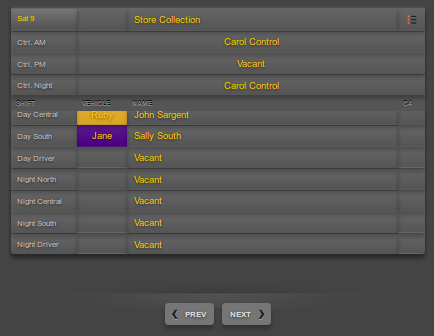 Sat 9 Store Collection
Ctrl. AM Carol Control
Ctrl. PM Vacant
Ctrl. Night Carol Control
SHIFT VEHICLE NAME C4
Day Central Ruby John Sargent
Day South Jane Sally South
Day Driver Vacant
Night North Vacant
Night Central Vacant
Night South Vacant
Night Driver Vacant
PREV NEXT